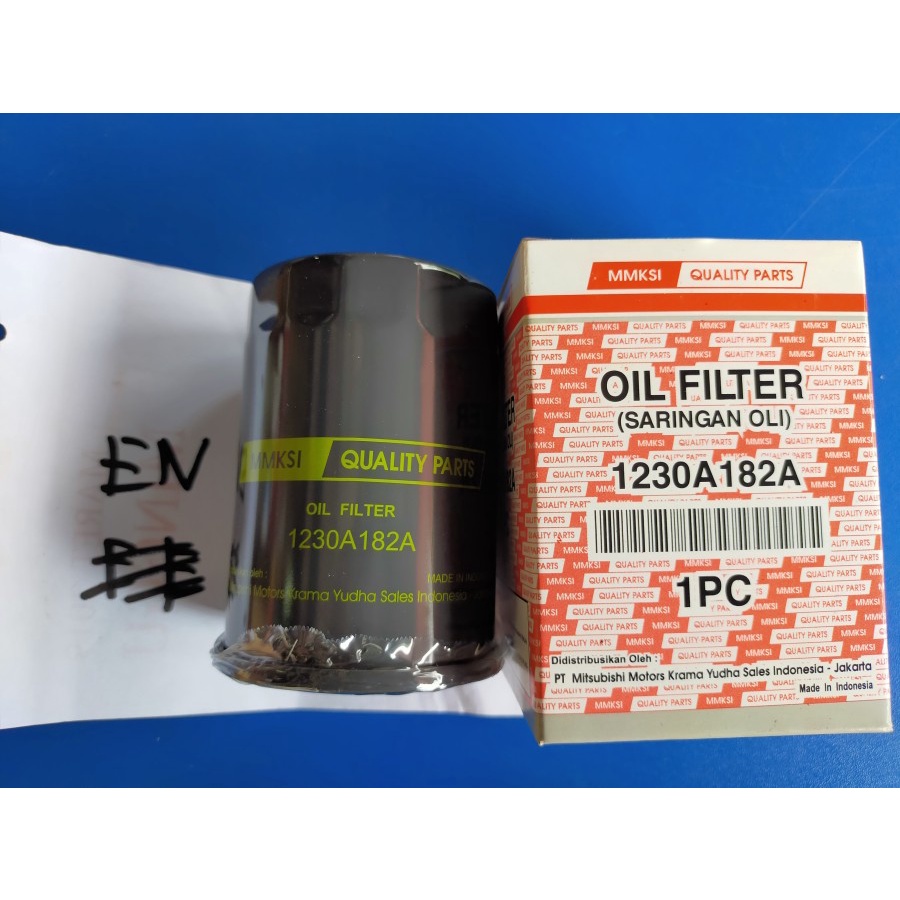 EN
MMKSI QUALITY PARTS
OIL FILTER
1230A182A
MADE IN
Motors Krama Yudha Sales Indonesia
MMKSI QUALITY PARTS
OIL FILTER
(SARINGAN OLI)
1230A182A
1PC
Didistribusikan Oleh :
PT Mitsubishi Motors Krama Yudha Sales Indonesia - Jakarta
Made In Indonesia